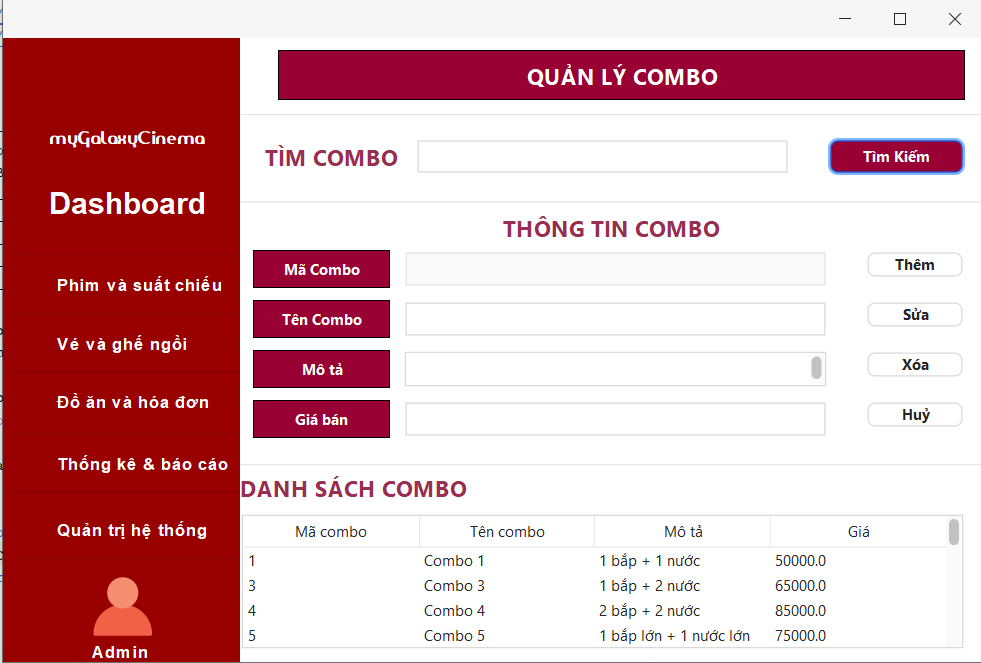 myGalaxyCinema
Dashboard
Phim và suất chiếu
Vé và ghế ngồi
Đồ ăn và hóa đơn
Thống kê & báo cáo
Quản trị hệ thống
Admin
QUẢN LÝ COMBO
TÌM COMBO
Tìm Kiếm
THÔNG TIN COMBO
Mã Combo
Thêm
Tên Combo
Sửa
Mô tả
Xóa
Giá bán
Huỷ
DANH SÁCH COMBO
Mã combo Tên combo Mô tả Giá
1 Combo 1 1 bắp + 1 nước 50000.0
3 Combo 3 1 bắp + 2 nước 65000.0
4 Combo 4 2 bắp + 2 nước 85000.0
5 Combo 5 1 bắp lớn + 1 nước lớn 75000.0